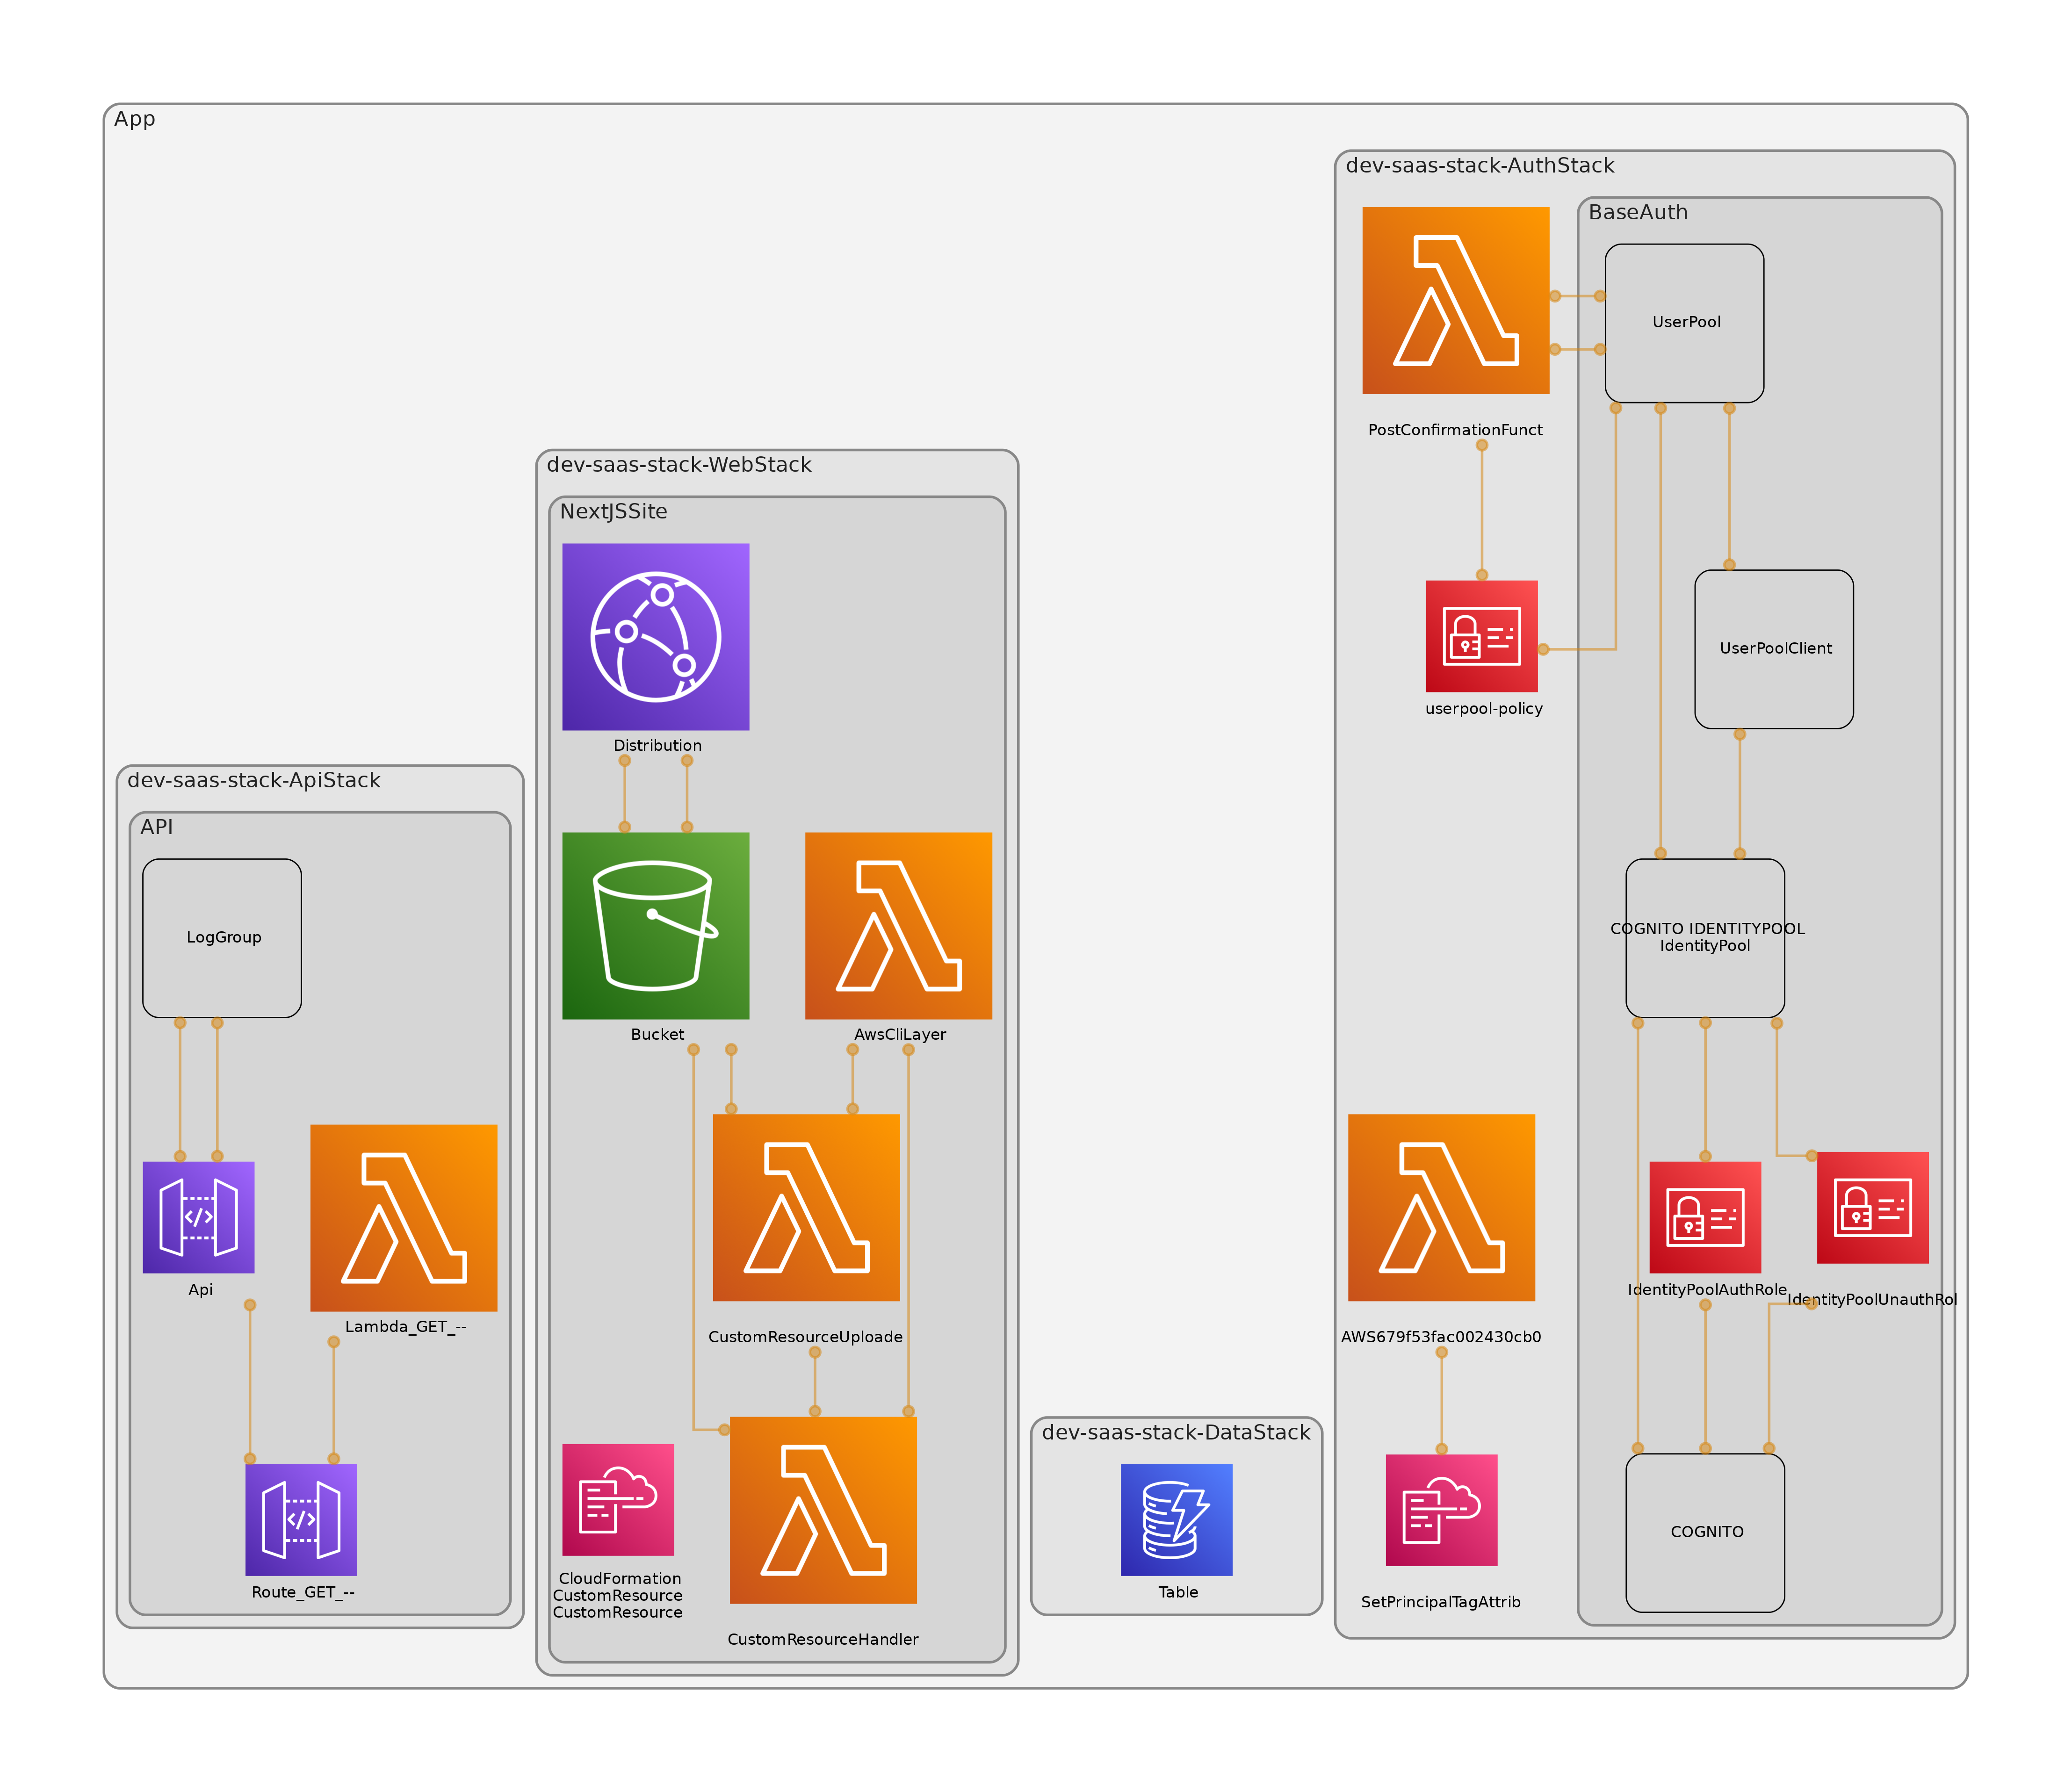 App
dev-saas-stack-AuthStack
BaseAuth
UserPool
PostConfirmationFunct
userpool-policy
UserPoolClient
COGNITO IDENTITYPOOL
IdentityPool
IdentityPoolAuthRole
IdentityPoolUnauthRol
AWS679f53fac002430cb0
SetPrincipalTagAttrib
COGNITO
dev-saas-stack-WebStack
NextJSSite
Distribution
Bucket
AwsCliLayer
CustomResourceUploade
CloudFormation
CustomResource
CustomResource
CustomResourceHandler
dev-saas-stack-ApiStack
API
LogGroup
Api
Lambda_GET_--
Route_GET_--
dev-saas-stack-DataStack
Table